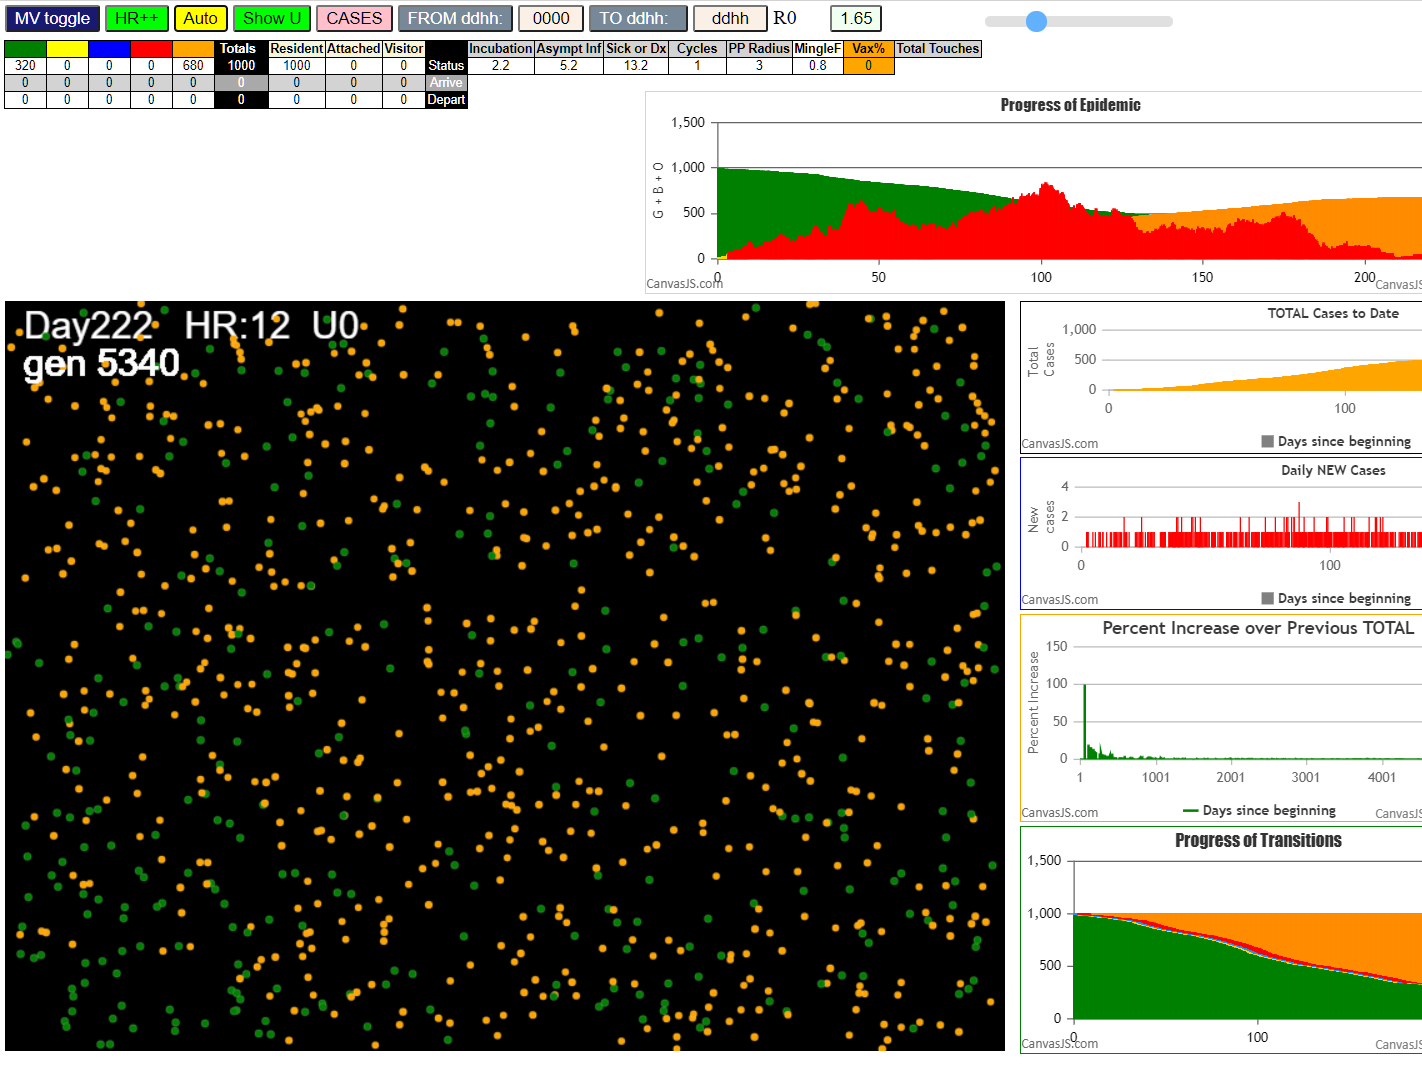 MV toggle HR++ Auto Show U CASES FROM ddhh: 0000 TO ddhh: ddhh R0 1.65
Totals Resident Attached Visitor Incubation Asympt Inf Sick or Dx Cycles PP Radius MingleF Vax% Total Touches
320 0 0 0 680 1000 1000 0 0 Status 2.2 5.2 13.2 1 3 0.8 0
0 0 0 0 0 0 0 0 0 Arrive
0 0 0 0 0 0 0 0 0 Depart
Progress of Epidemic
G + B + O
1,500
1,000
500
0
0 50 100 150 200
CanvasJS.com CanvasJS
Day222 HR:12 U0
gen 5340
TOTAL Cases to Date
Total
Cases
1,000
500
0
0 100
Days since beginning
CanvasJS.com
Daily NEW Cases
New
cases
4
2
0
0 100
Days since beginning
CanvasJS.com
Percent Increase over Previous TOTAL
Percent Increase
150
100
50
0
1 1001 2001 3001 4001
Days since beginning
CanvasJS.com CanvasJS
Progress of Transitions
1,500
1,000
500
0
0 100
CanvasJS.com CanvasJS